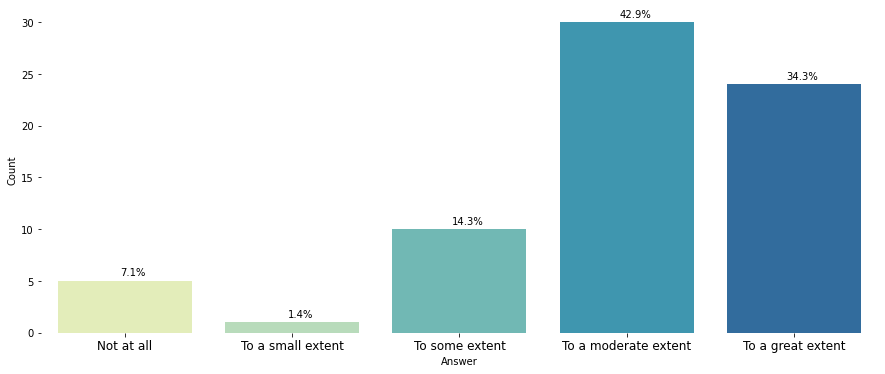 42.9%
30
34.3%
25
20
Count
15
14.3%
10
7.1%
5
1.4%
0
Not at all
To a small extent
To some extent
To a moderate extent
To a great extent
Answer